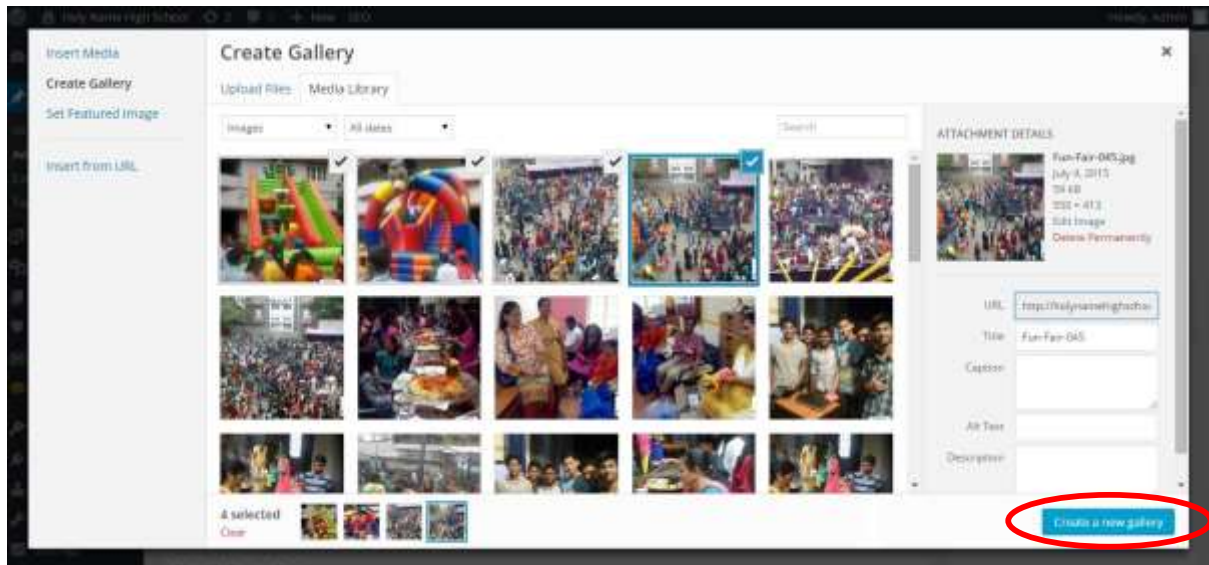 Holy Name High School 2 + New SEO
Howdy, Admin
Insert Media
Create Gallery
Set Featured Image
Insert from URL
Create Gallery
Upload Files Media Library
Images All dates Search
ATTACHMENT DETAILS
Fun-Fair-045.jpg
July 4, 2015
59 kB
550 × 413
Edit Image
Delete Permanently
URL http://holynamehighschoo
Title Fun-Fair-045
Caption
Alt Text
Description
4 selected
Clear
Create a new gallery